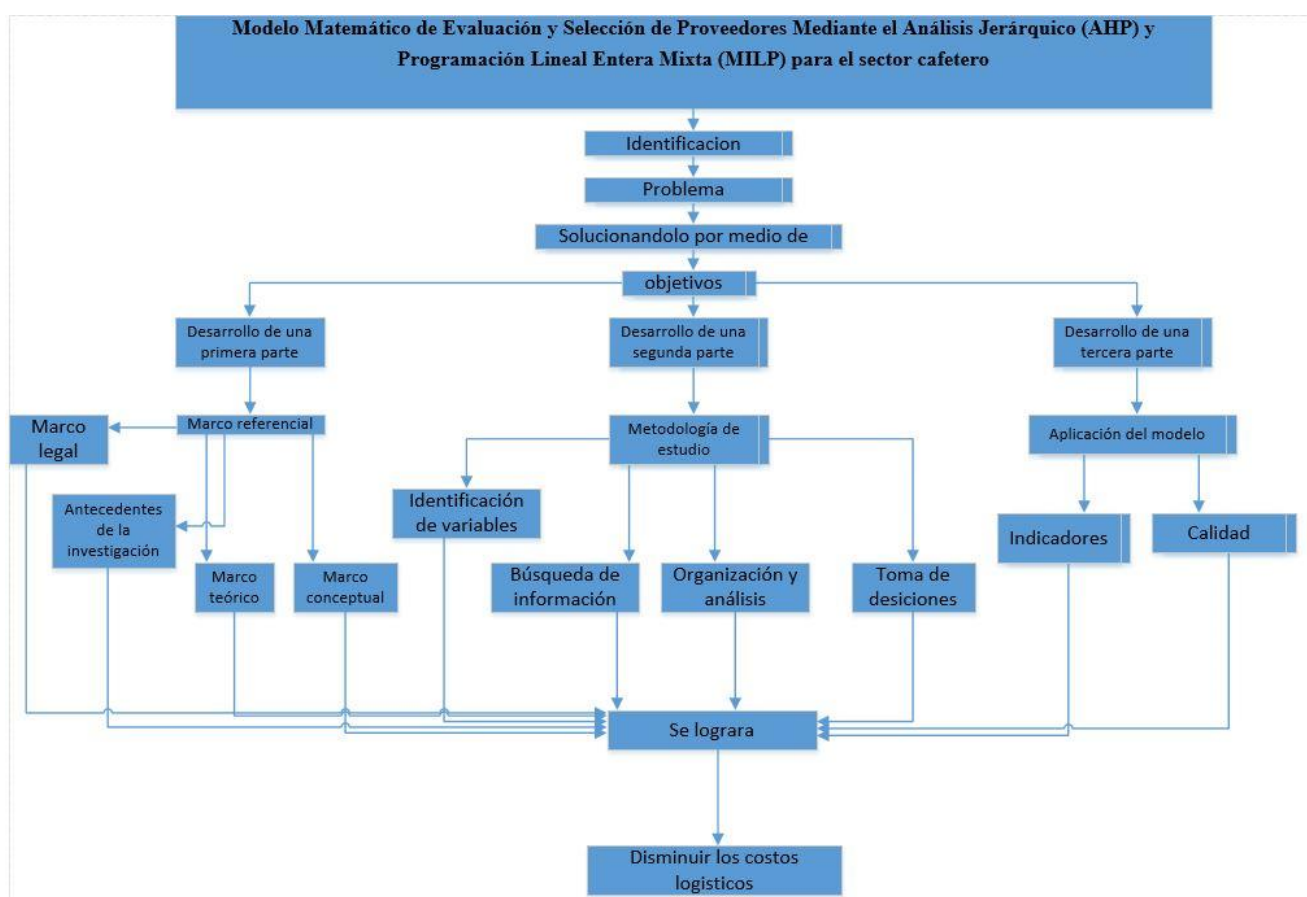 Modelo Matemático de Evaluación y Selección de Proveedores Mediante el Análisis Jerárquico (AHP) y
Programación Lineal Entera Mixta (MILP) para el sector cafetero
Identificacion
Problema
Solucionandolo por medio de
objetivos
Desarrollo de una
primera parte
Desarrollo de una
segunda parte
Desarrollo de una
tercera parte
Marco
legal
Marco referencial
Metodología de
estudio
Aplicación del modelo
Antecedentes
de la
investigación
Identificación
de variables
Indicadores
Calidad
Marco
teórico
Marco
conceptual
Búsqueda de
información
Organización y
análisis
Toma de
desiciones
Se lograra
Disminuir los costos
logisticos